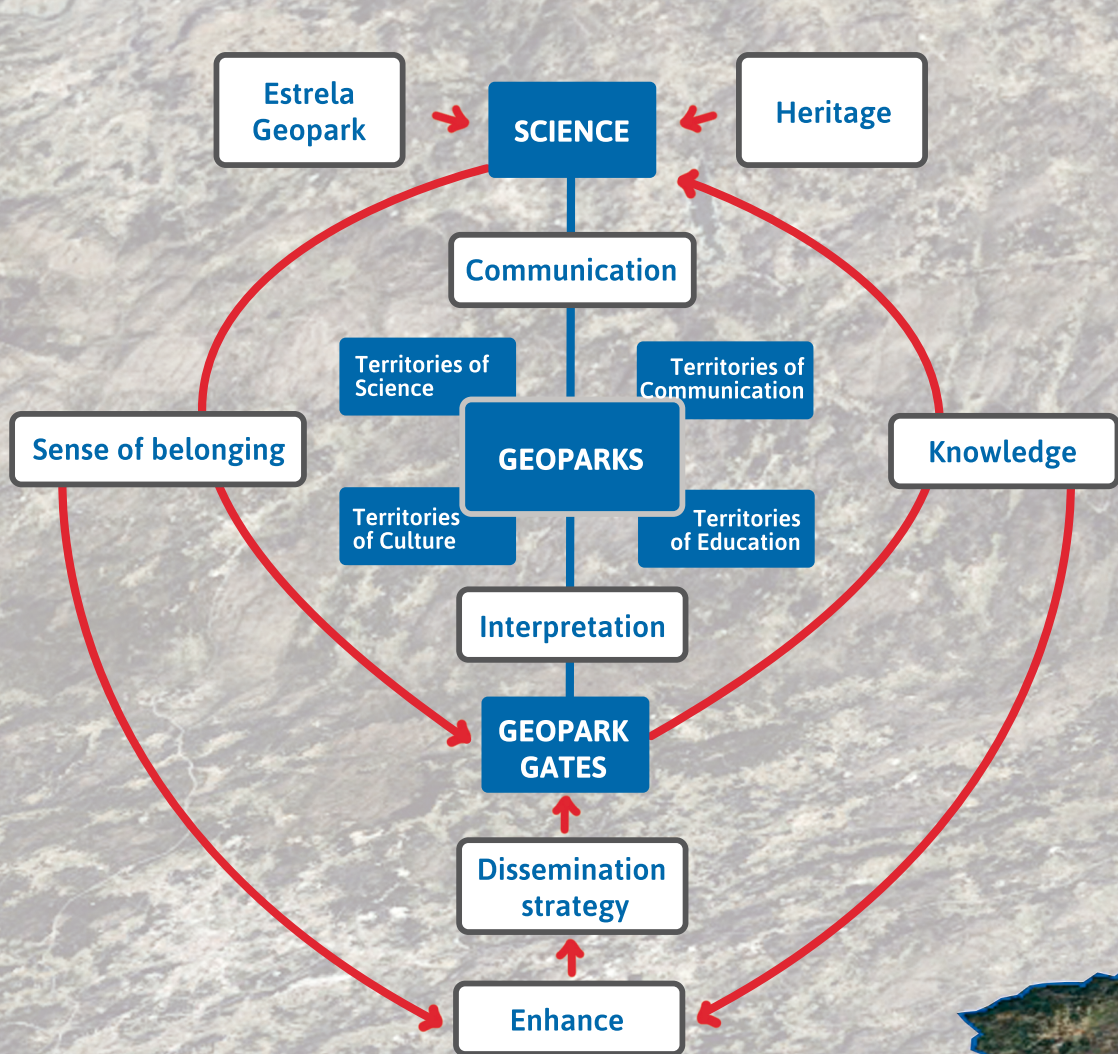 Estrela
Geopark
SCIENCE
Heritage
Communication
Territories of
Science
Territories of
Communication
Sense of belonging
GEOPARKS
Knowledge
Territories
of Culture
Territories
of Education
Interpretation
GEOPARK
GATES
Dissemination
strategy
Enhance